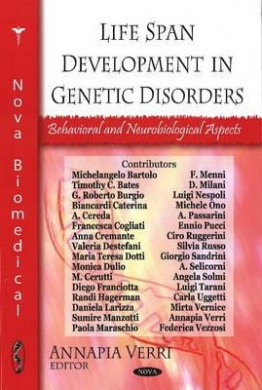 Nova Biomedical
LIFE SPAN
DEVELOPMENT IN
GENETIC DISORDERS
Behavioral and Neurobiological Aspects
Contributors
Michelangelo Bartolo
Timothy C. Bates
G. Roberto Burgio
Biancardi Caterina
A. Cereda
Francesca Cogliati
Anna Cremante
Valeria Destefani
Maria Teresa Dotti
Monica Dulio
M. Cerutti
Diego Franciotta
Randi Hagerman
Daniela Larizza
Sumire Manzotti
Paola Maraschio
F. Menni
D. Milani
Luigi Nespoli
Michele Ono
A. Passarini
Ennio Pucci
Ciro Ruggerini
Silvia Russo
Giorgio Sandrini
A. Selicorni
Angela Solmi
Luigi Tarani
Carla Uggetti
Mirta Vernice
Annapia Verri
Federica Vezzosi
ANNAPIA VERRI
EDITOR
NOVA